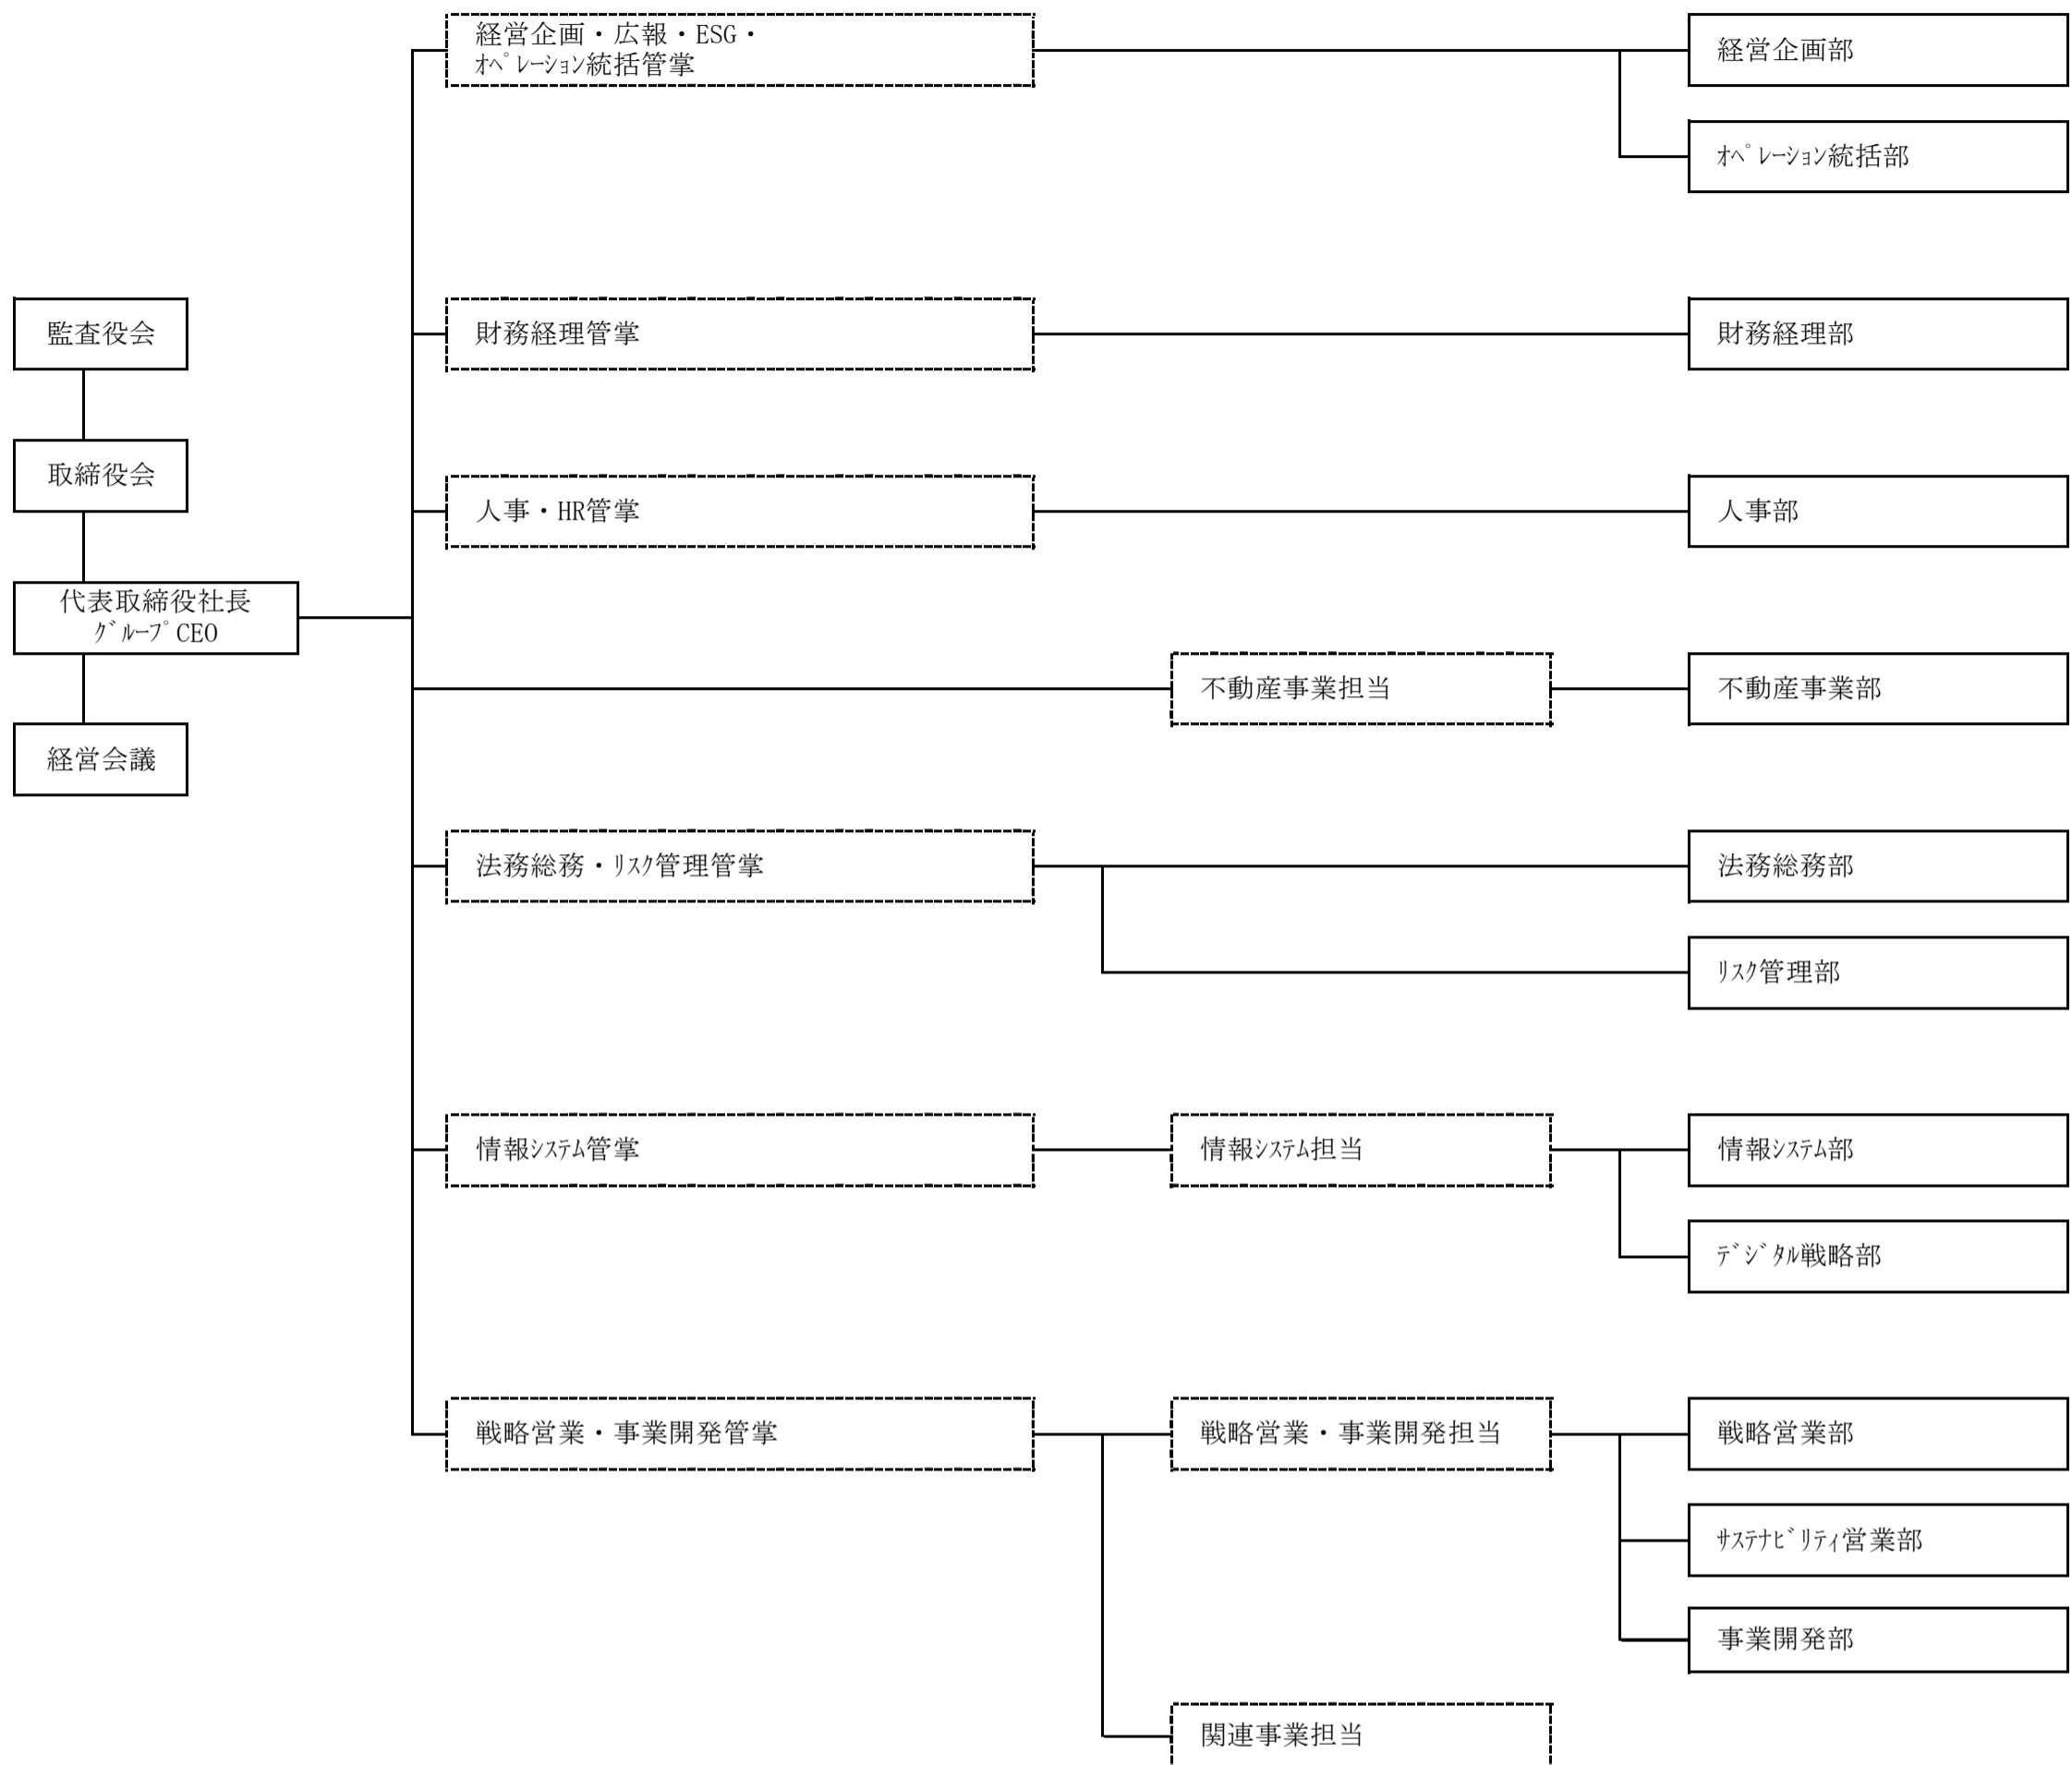 経営企画・広報・ESG・
ｵﾍﾟﾚｰｼｮﾝ統括管掌
経営企画部
ｵﾍﾟﾚｰｼｮﾝ統括部
監査役会
財務経理管掌
財務経理部
取締役会
人事・HR管掌
人事部
代表取締役社長
ｸﾞﾙｰﾌﾟCEO
不動産事業担当
不動産事業部
経営会議
法務総務・ﾘｽｸ管理管掌
法務総務部
ﾘｽｸ管理部
情報ｼｽﾃﾑ管掌
情報ｼｽﾃﾑ担当
情報ｼｽﾃﾑ部
ﾃﾞｼﾞﾀﾙ戦略部
戦略営業・事業開発管掌
戦略営業・事業開発担当
戦略営業部
ｻｽﾃﾅﾋﾞﾘﾃｨ営業部
事業開発部
関連事業担当